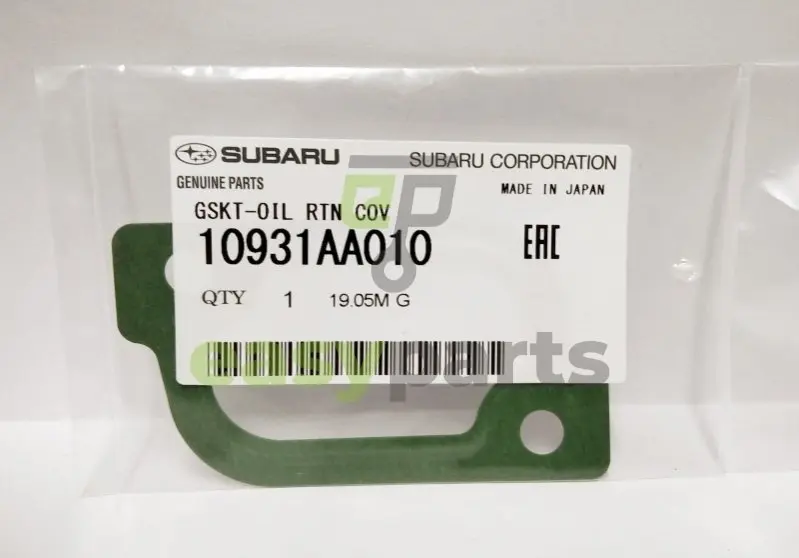 SUBARU SUBARU CORPORATION
GENUINE PARTS MADE IN JAPAN
GSKT-OIL RTN COV
10931AA010 EAC
QTY 1 19.05M G
easyparts